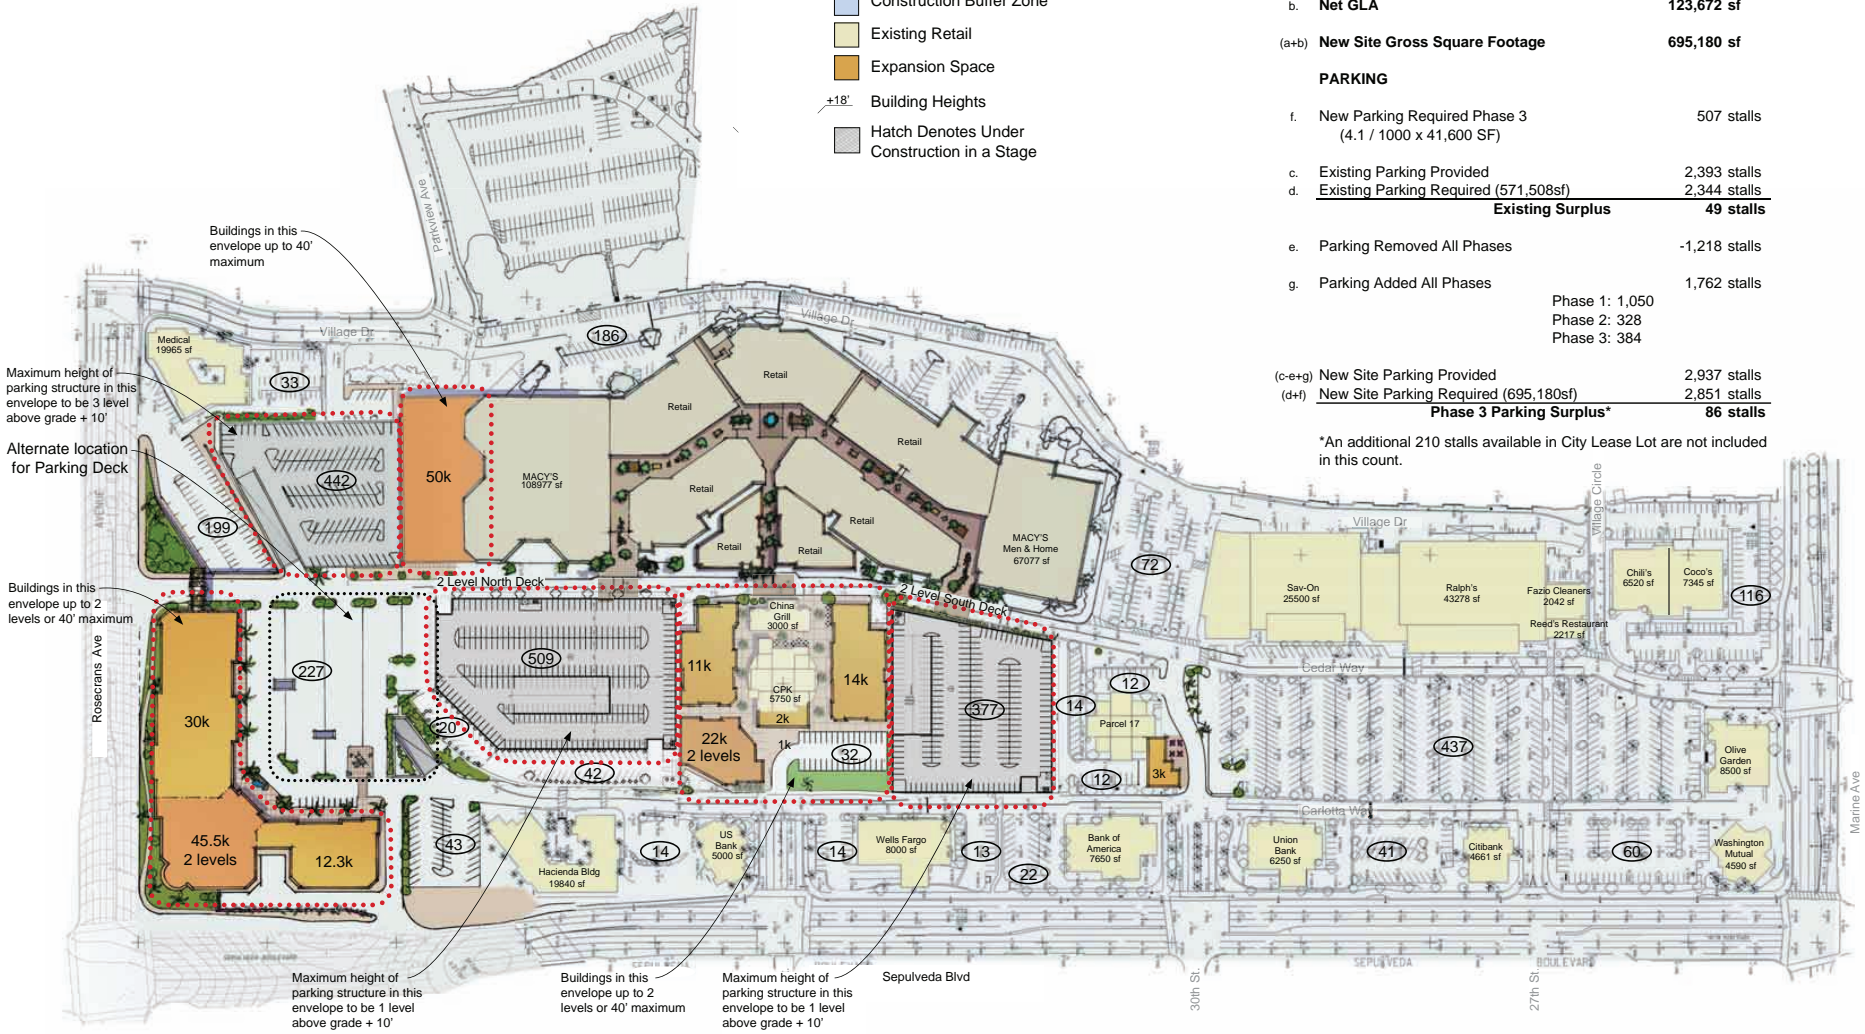 Construction Buffer Zone
Existing Retail
Expansion Space
+18' Building Heights
Hatch Denotes Under
Construction in a Stage
b. Net GLA 123,672 sf
(a+b) New Site Gross Square Footage 695,180 sf
PARKING
f. New Parking Required Phase 3 507 stalls
(4.1 / 1000 x 41,600 SF)
c. Existing Parking Provided 2,393 stalls
d. Existing Parking Required (571,508sf) 2,344 stalls
Existing Surplus 49 stalls
e. Parking Removed All Phases -1,218 stalls
g. Parking Added All Phases 1,762 stalls
Phase 1: 1,050
Phase 2: 328
Phase 3: 384
(c-e+g) New Site Parking Provided 2,937 stalls
(d+f) New Site Parking Required (695,180sf) 2,851 stalls
Phase 3 Parking Surplus* 86 stalls
*An additional 210 stalls available in City Lease Lot are not included
in this count.
Parkview Ave
Buildings in this
envelope up to 40'
maximum
Village Dr
Village Dr
186
Medical
19965 sf
33
Maximum height of
parking structure in this
envelope to be 3 level
above grade + 10'
Alternate location
for Parking Deck
442
199
50k
MACY'S
108977 sf
Retail
Retail
Retail
Retail
Retail
Retail
Retail
MACY'S
Men & Home
67077 sf
72
Village Dr
Village Circle
Sav-On
25500 sf
Ralph's
43278 sf
Fazio Cleaners
2042 sf
Reed's Restaurant
2217 sf
Chili's
6520 sf
Coco's
7345 sf
116
AVENUE
Buildings in this
envelope up to 2
levels or 40' maximum
Rosecrans Ave
2 Level North Deck
2 Level South Deck
227
509
20
42
11k
China
Grill
3000 sf
CPK
5750 sf
2k
14k
22k
2 levels
1k
32
377
14
12
Parcel 17
12
3k
Cedar Way
437
Carlotta Way
Olive
Garden
8500 sf
Marine Ave
30k
45.5k
2 levels
12.3k
43
Hacienda Bldg
19840 sf
14
US
Bank
5000 sf
14
Wells Fargo
8000 sf
13
22
Bank of
America
7650 sf
Union
Bank
6250 sf
41
Citibank
4661 sf
60
Washington
Mutual
4590 sf
Maximum height of
parking structure in this
envelope to be 1 level
above grade + 10'
Buildings in this
envelope up to 2
levels or 40' maximum
Maximum height of
parking structure in this
envelope to be 1 level
above grade + 10'
Sepulveda Blvd
30th St.
SEPULVEDA
27th St.
BOULEVARD